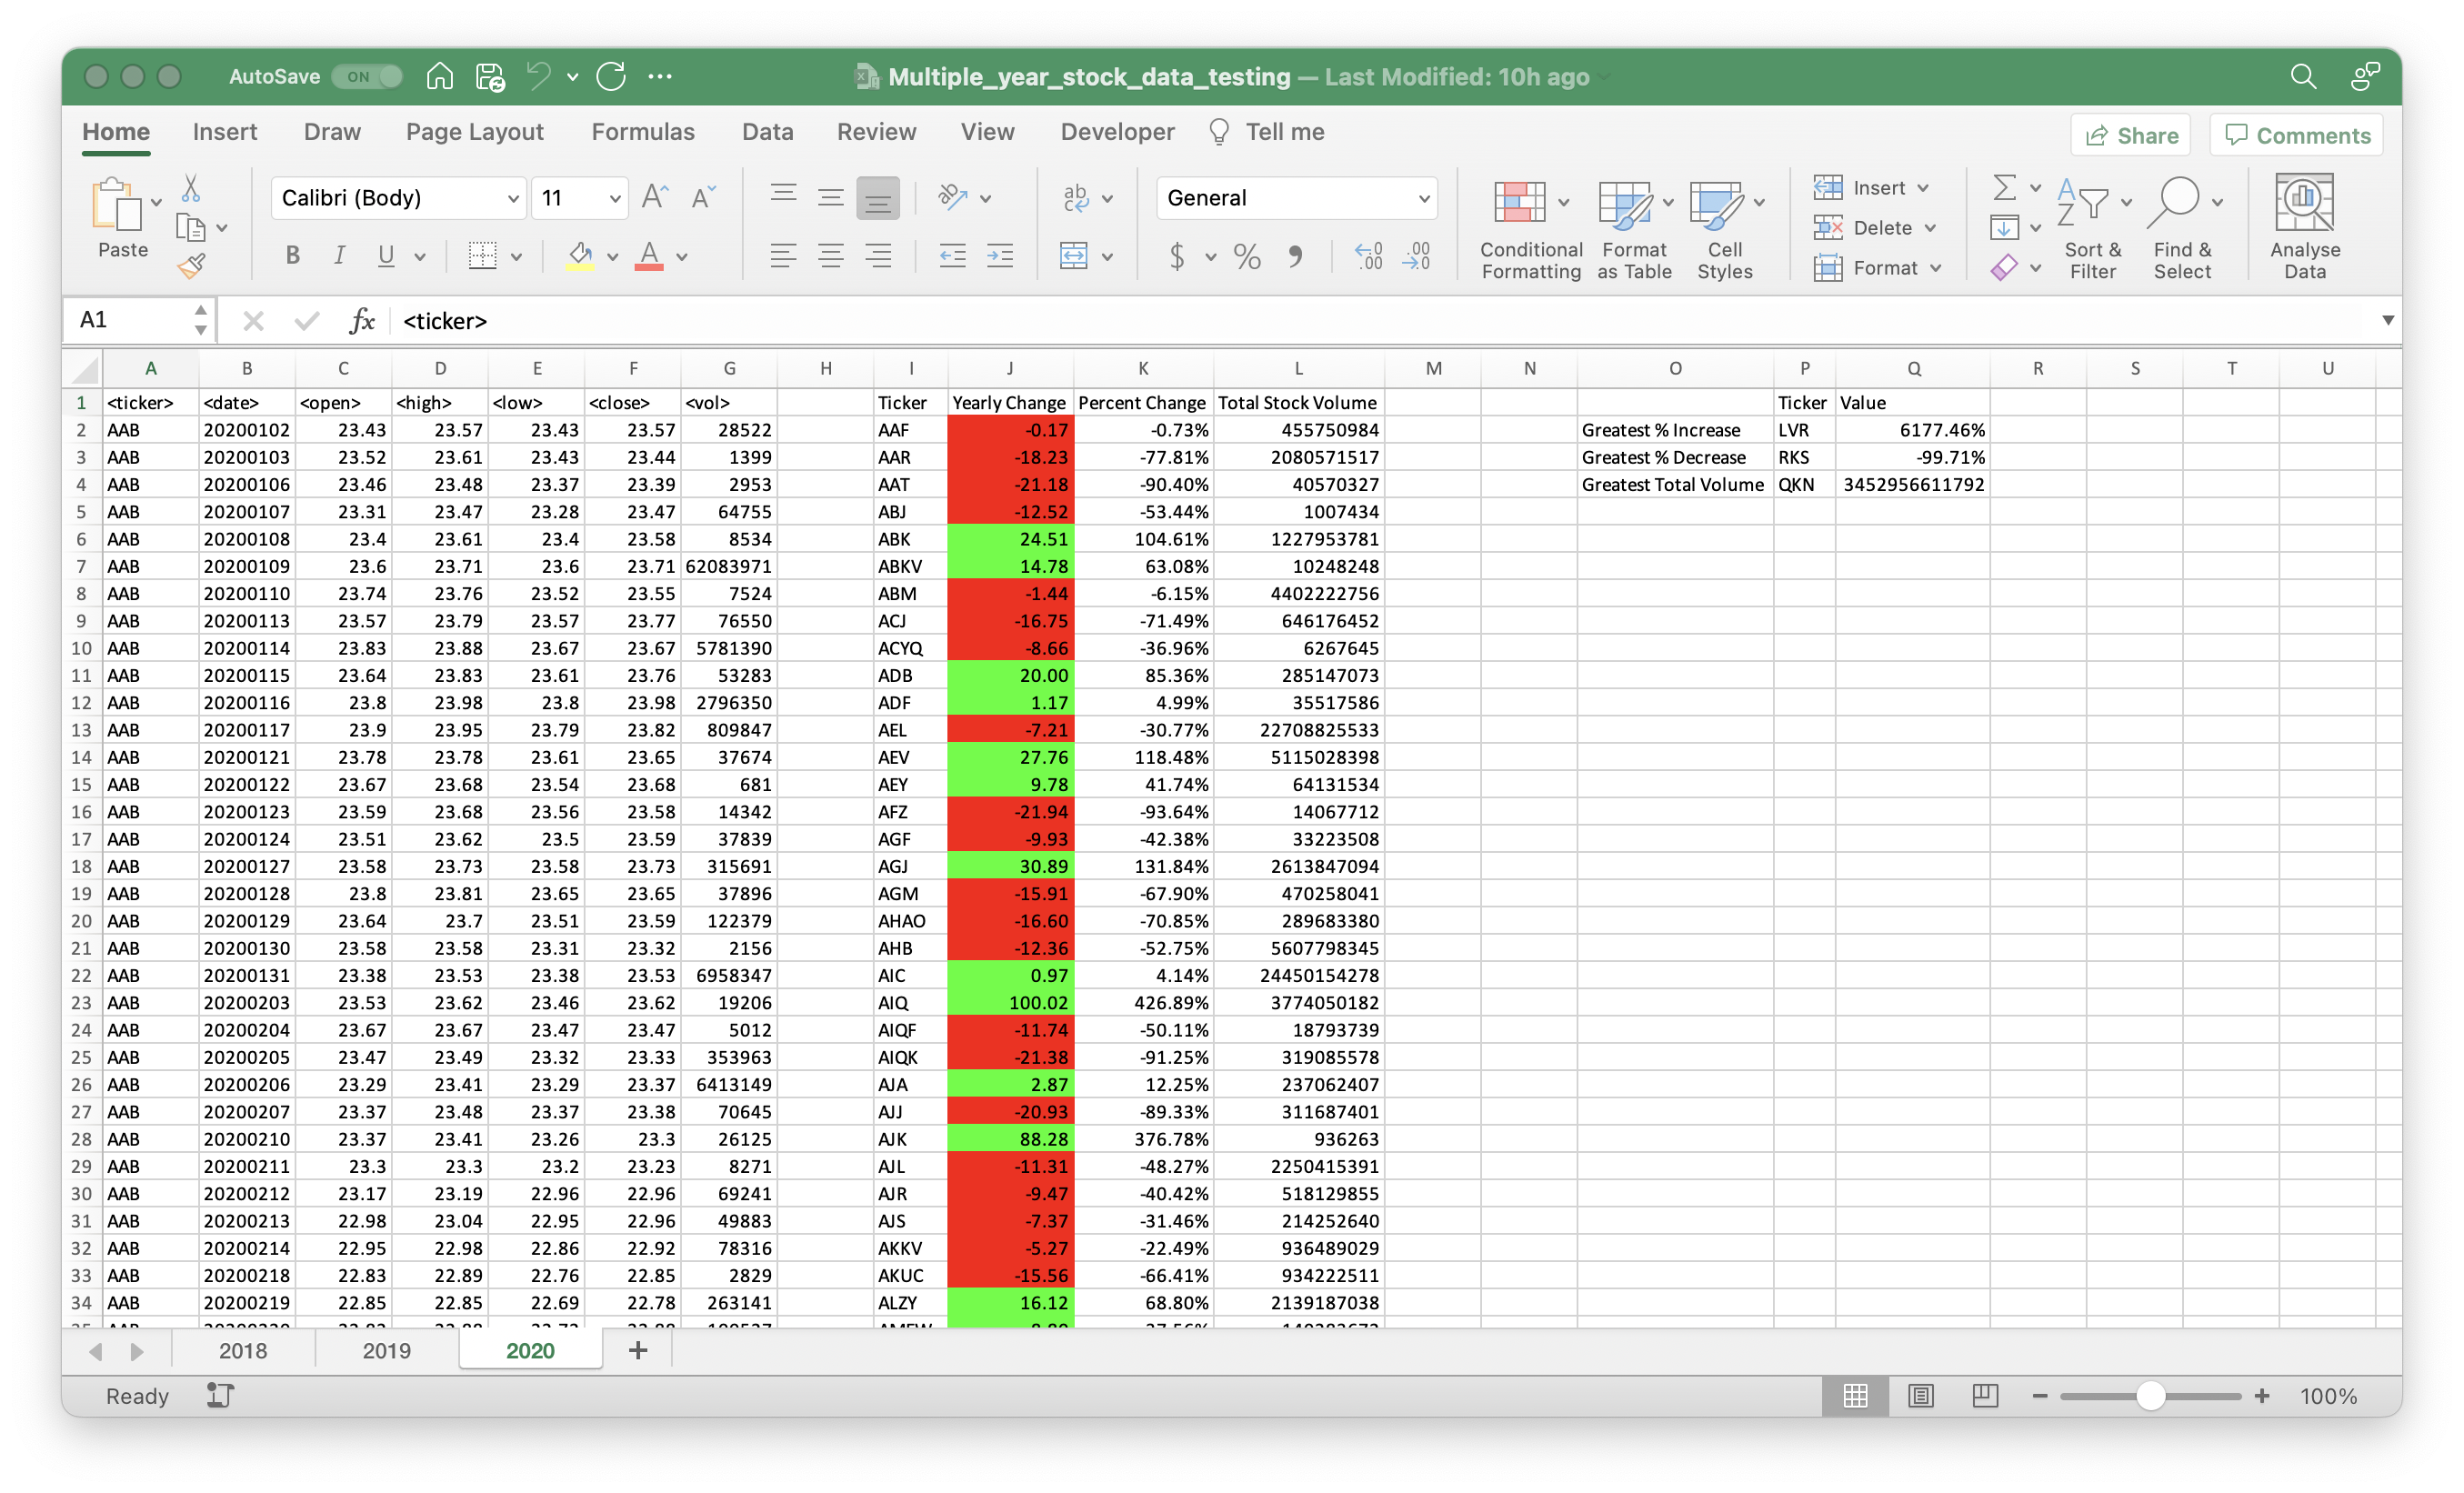 AutoSave ON Multiple_year_stock_data_testing — Last Modified: 10h ago
Home Insert Draw Page Layout Formulas Data Review View Developer Tell me Share Comments
Paste Calibri (Body) 11 General Conditional Formatting Format as Table Cell Styles Insert Delete Format Sort & Filter Find & Select Analyse Data
A1 fx <ticker>
A B C D E F G H I J K L M N O P Q R S T U
1 <ticker> <date> <open> <high> <low> <close> <vol> Ticker Yearly Change Percent Change Total Stock Volume Ticker Value
2 AAB 20200102 23.43 23.57 23.43 23.57 28522 AAF -0.17 -0.73% 455750984 Greatest % Increase LVR 6177.46%
3 AAB 20200103 23.52 23.61 23.43 23.44 1399 AAR -18.23 -77.81% 2080571517 Greatest % Decrease RKS -99.71%
4 AAB 20200106 23.46 23.48 23.37 23.39 2953 AAT -21.18 -90.40% 40570327 Greatest Total Volume QKN 3452956611792
5 AAB 20200107 23.31 23.47 23.28 23.47 64755 ABJ -12.52 -53.44% 1007434
6 AAB 20200108 23.4 23.61 23.4 23.58 8534 ABK 24.51 104.61% 1227953781
7 AAB 20200109 23.6 23.71 23.6 23.71 62083971 ABKV 14.78 63.08% 10248248
8 AAB 20200110 23.74 23.76 23.52 23.55 7524 ABM -1.44 -6.15% 4402222756
9 AAB 20200113 23.57 23.79 23.57 23.77 76550 ACJ -16.75 -71.49% 646176452
10 AAB 20200114 23.83 23.88 23.67 23.67 5781390 ACYQ -8.66 -36.96% 6267645
11 AAB 20200115 23.64 23.83 23.61 23.76 53283 ADB 20.00 85.36% 285147073
12 AAB 20200116 23.8 23.98 23.8 23.98 2796350 ADF 1.17 4.99% 35517586
13 AAB 20200117 23.9 23.95 23.79 23.82 809847 AEL -7.21 -30.77% 22708825533
14 AAB 20200121 23.78 23.78 23.61 23.65 37674 AEV 27.76 118.48% 5115028398
15 AAB 20200122 23.67 23.68 23.54 23.68 681 AEY 9.78 41.74% 64131534
16 AAB 20200123 23.59 23.68 23.56 23.58 14342 AFZ -21.94 -93.64% 14067712
17 AAB 20200124 23.51 23.62 23.5 23.59 37839 AGF -9.93 -42.38% 33223508
18 AAB 20200127 23.58 23.73 23.58 23.73 315691 AGJ 30.89 131.84% 2613847094
19 AAB 20200128 23.8 23.81 23.65 23.65 37896 AGM -15.91 -67.90% 470258041
20 AAB 20200129 23.64 23.7 23.51 23.59 122379 AHAO -16.60 -70.85% 289683380
21 AAB 20200130 23.58 23.58 23.31 23.32 2156 AHB -12.36 -52.75% 5607798345
22 AAB 20200131 23.38 23.53 23.38 23.53 6958347 AIC 0.97 4.14% 24450154278
23 AAB 20200203 23.53 23.62 23.46 23.62 19206 AIQ 100.02 426.89% 3774050182
24 AAB 20200204 23.67 23.67 23.47 23.47 5012 AIQF -11.74 -50.11% 18793739
25 AAB 20200205 23.47 23.49 23.32 23.33 353963 AIQK -21.38 -91.25% 319085578
26 AAB 20200206 23.29 23.41 23.29 23.37 6413149 AJA 2.87 12.25% 237062407
27 AAB 20200207 23.37 23.48 23.37 23.38 70645 AJJ -20.93 -89.33% 311687401
28 AAB 20200210 23.37 23.41 23.26 23.3 26125 AJK 88.28 376.78% 936263
29 AAB 20200211 23.3 23.3 23.2 23.23 8271 AJL -11.31 -48.27% 2250415391
30 AAB 20200212 23.17 23.19 22.96 22.96 69241 AJR -9.47 -40.42% 518129855
31 AAB 20200213 22.98 23.04 22.95 22.96 49883 AJS -7.37 -31.46% 214252640
32 AAB 20200214 22.95 22.98 22.86 22.92 78316 AKKV -5.27 -22.49% 936489029
33 AAB 20200218 22.83 22.89 22.76 22.85 2829 AKUC -15.56 -66.41% 934222511
34 AAB 20200219 22.85 22.85 22.69 22.78 263141 ALZY 16.12 68.80% 2139187038
2018 2019 2020
Ready 100%